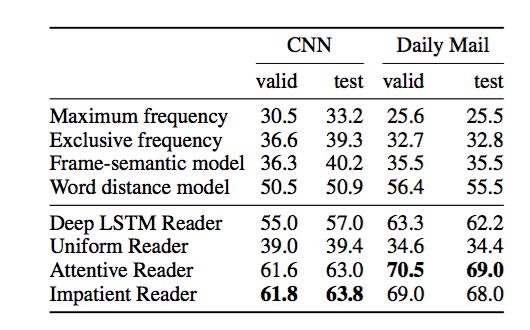 CNN Daily Mail
valid test valid test
Maximum frequency 30.5 33.2 25.6 25.5
Exclusive frequency 36.6 39.3 32.7 32.8
Frame-semantic model 36.3 40.2 35.5 35.5
Word distance model 50.5 50.9 56.4 55.5
Deep LSTM Reader 55.0 57.0 63.3 62.2
Uniform Reader 39.0 39.4 34.6 34.4
Attentive Reader 61.6 63.0 70.5 69.0
Impatient Reader 61.8 63.8 69.0 68.0